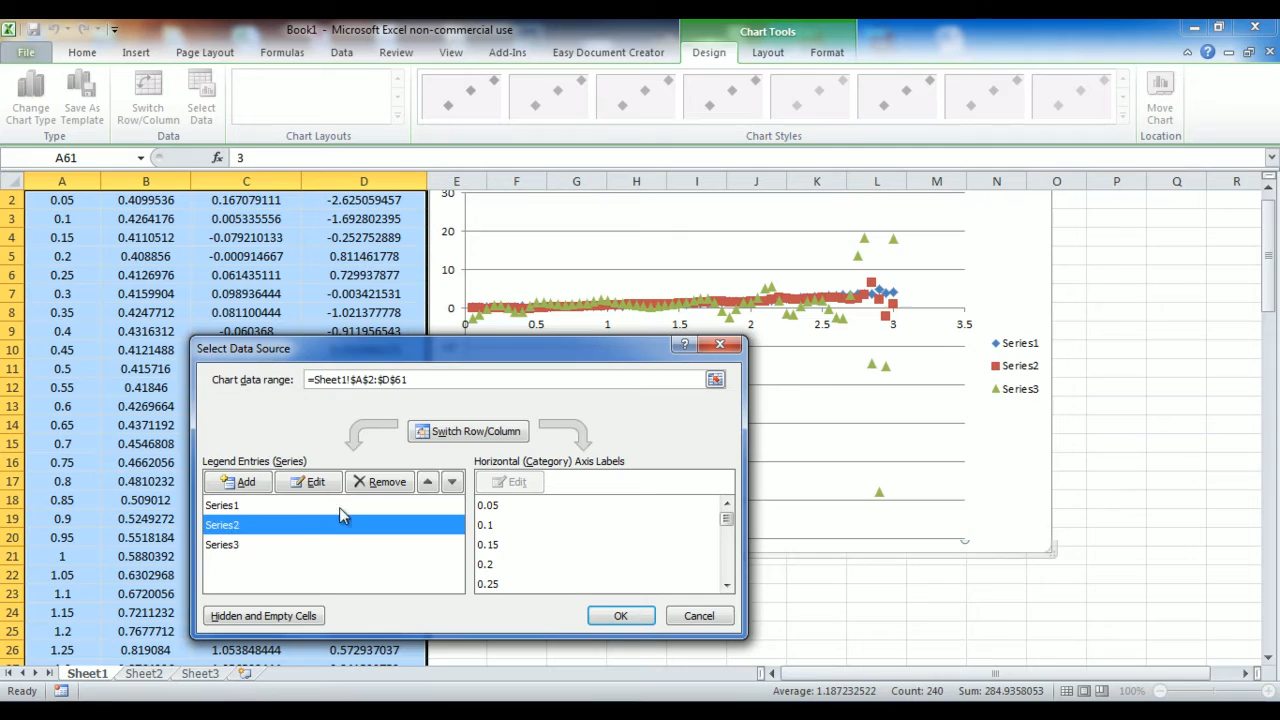 Book1 - Microsoft Excel non-commercial use
Chart Tools
File Home Insert Page Layout Formulas Data Review View Add-Ins Easy Document Creator Design Layout Format
Change Chart Type
Save As Template
Switch Row/Column
Select Data
Move Chart
Type Data Chart Layouts Chart Styles Location
A61 fx 3
A B C D E F G H I J K L M N O P Q R
2 0.05 0.4099536 0.167079111 -2.625059457
3 0.1 0.4264176 0.005335556 -1.692802395
4 0.15 0.4110512 -0.079210133 -0.252752889
5 0.2 0.408856 -0.000914667 0.811461778
6 0.25 0.4126976 0.061435111 0.729937877
7 0.3 0.4159904 0.098936444 -0.003421531
8 0.35 0.4247712 0.081100444 -1.021377778
9 0.4 0.4316312 -0.060368 -0.911956543
10 0.45 0.4121488
11 0.5 0.415716
12 0.55 0.41846
13 0.6 0.4269664
14 0.65 0.4371192
15 0.7 0.4546808
16 0.75 0.4662056
17 0.8 0.4810232
18 0.85 0.509012
19 0.9 0.5249272
20 0.95 0.5518184
21 1 0.5880392
22 1.05 0.6302968
23 1.1 0.6720056
24 1.15 0.7211232
25 1.2 0.7677712
26 1.25 0.819084 1.053848444 0.572937037
30
20
10
0
0 0.5 1 1.5 2 2.5 3 3.5
Series1
Series2
Series3
Select Data Source
Chart data range: =Sheet1!$A$2:$D$61
Switch Row/Column
Legend Entries (Series)
Add Edit Remove
Series1
Series2
Series3
Horizontal (Category) Axis Labels
Edit
0.05
0.1
0.15
0.2
0.25
Hidden and Empty Cells OK Cancel
Sheet1 Sheet2 Sheet3
Ready Average: 1.187232522 Count: 240 Sum: 284.9358053 100%